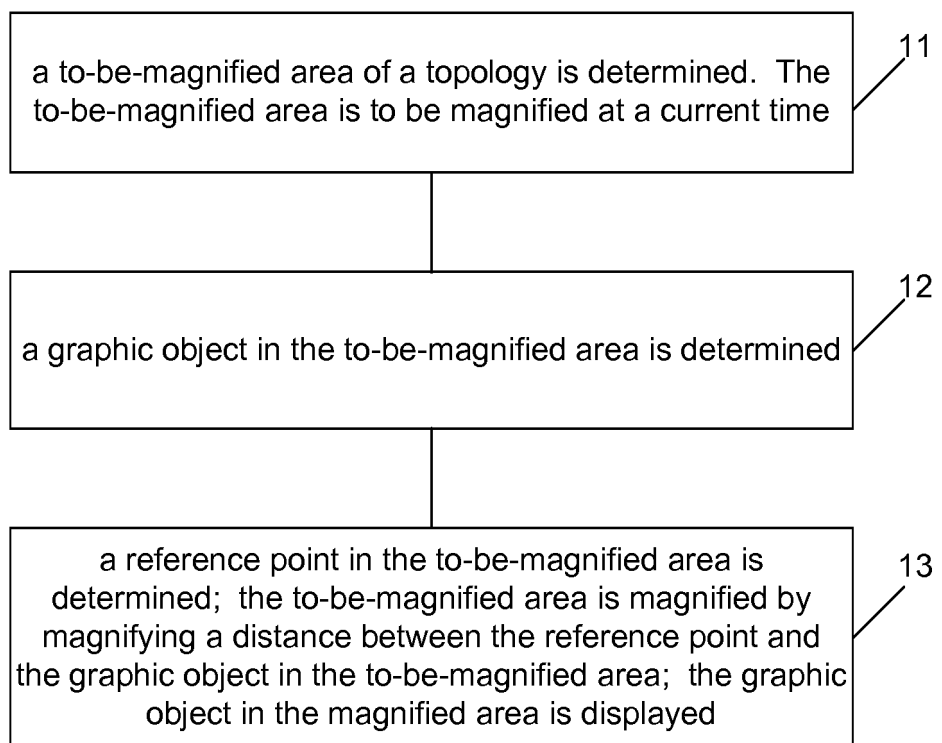 11
a to-be-magnified area of a topology is determined.  The
to-be-magnified area is to be magnified at a current time
12
a graphic object in the to-be-magnified area is determined
13
a reference point in the to-be-magnified area is
determined;  the to-be-magnified area is magnified by
magnifying a distance between the reference point and
the graphic object in the to-be-magnified area;  the graphic
object in the magnified area is displayed